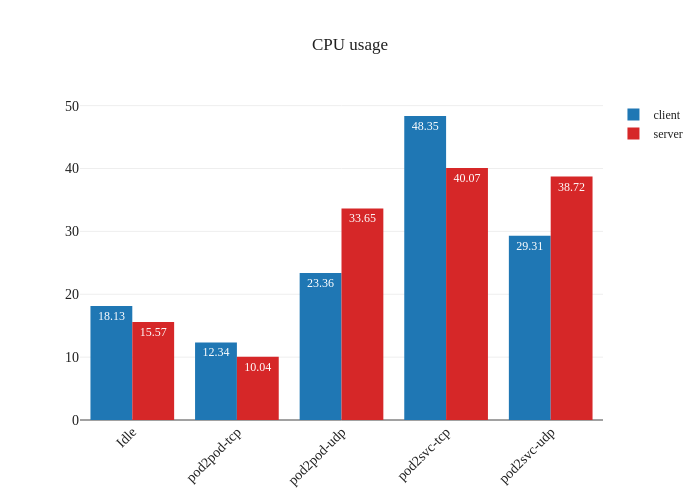 CPU usage
client
server
50
40
30
20
10
0
18.13
15.57
12.34
10.04
23.36
33.65
48.35
40.07
29.31
38.72
Idle
pod2pod-tcp
pod2pod-udp
pod2svc-tcp
pod2svc-udp